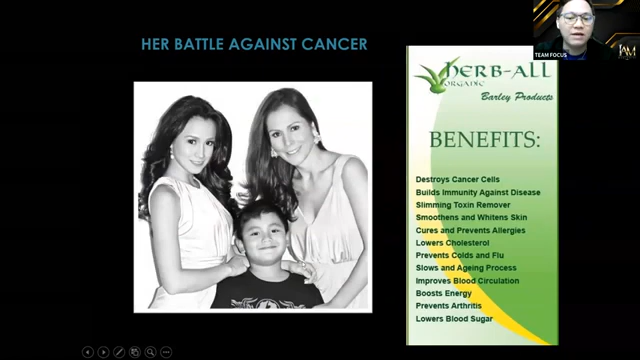 HER BATTLE AGAINST CANCER
HERB-ALL
ORGANIC
Barley Products
BENEFITS:
Destroys Cancer Cells
Builds Immunity Against Disease
Slimming Toxin Remover
Smoothens and Whitens Skin
Cures and Prevents Allergies
Lowers Cholesterol
Prevents Colds and Flu
Slows and Ageing Process
Improves Blood Circulation
Boosts Energy
Prevents Arthritis
Lowers Blood Sugar
TEAM FOCUS